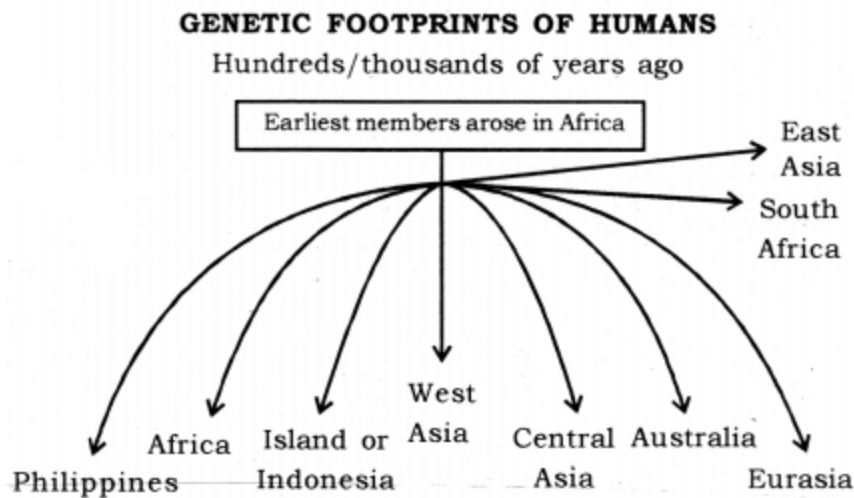 GENETIC FOOTPRINTS OF HUMANS
Hundreds/thousands of years ago
Earliest members arose in Africa
East
Asia
South
Africa
West
Asia
Africa
Island or
Indonesia
Central
Asia
Australia
Philippines
Eurasia